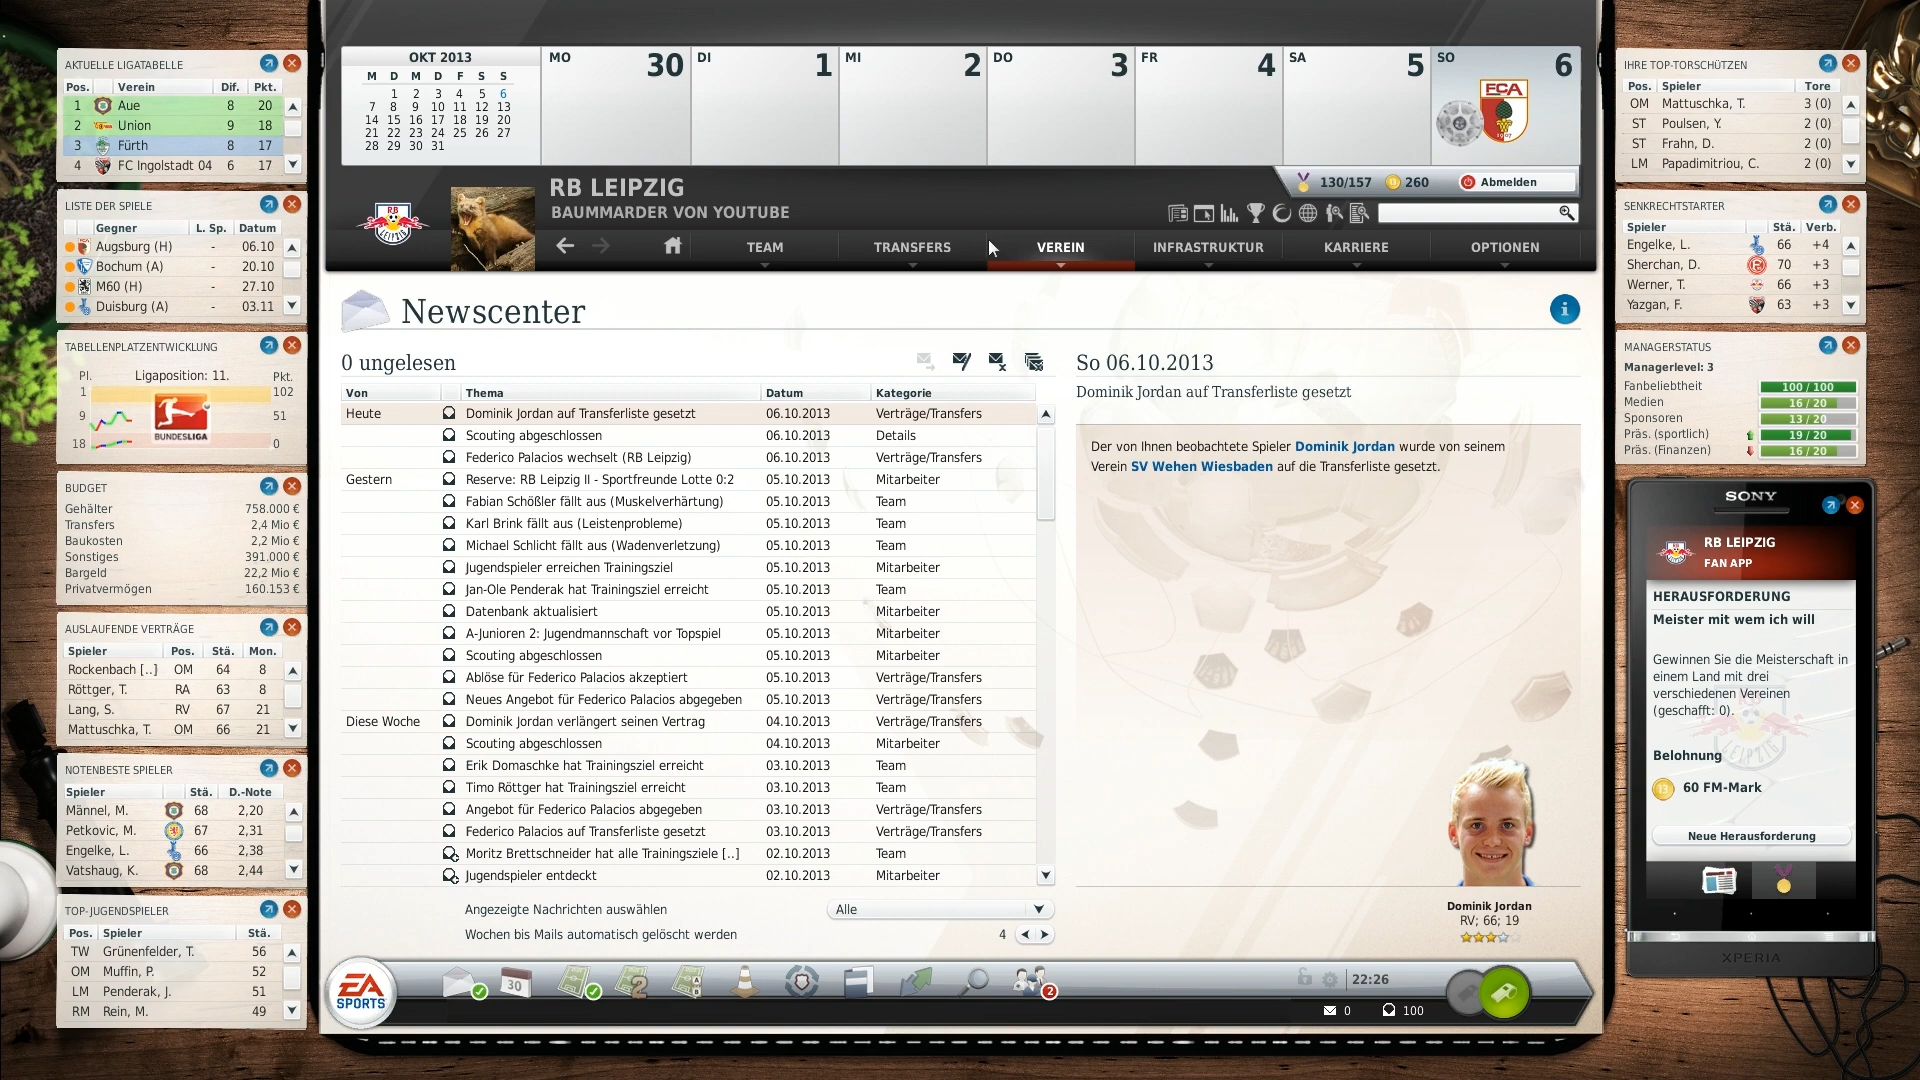 AKTUELLE LIGATABELLE
Pos. Verein Dif. Pkt.
1 Aue 8 20
2 Union 9 18
3 Fürth 8 17
4 FC Ingolstadt 04 6 17
LISTE DER SPIELE
Gegner L. Sp. Datum
Augsburg (H) - 06.10
Bochum (A) - 20.10
M60 (H) - 27.10
Duisburg (A) - 03.11
TABELLENPLATZENTWICKLUNG
Pl. Ligaposition: 11. Pkt.
1 102
9 51
18 0
BUNDESLIGA
BUDGET
Gehälter 758.000 €
Transfers 2,4 Mio €
Baukosten 2,2 Mio €
Sonstiges 391.000 €
Bargeld 22,2 Mio €
Privatvermögen 160.153 €
AUSLAUFENDE VERTRÄGE
Spieler Pos. Stä. Mon.
Rockenbach [..] OM 64 8
Röttger, T. RA 63 8
Lang, S. RV 67 21
Mattuschka, T. OM 66 21
NOTENBESTE SPIELER
Spieler Stä. D.-Note
Männel, M. 68 2,20
Petkovic, M. 67 2,31
Engelke, L. 66 2,38
Vatshaug, K. 68 2,44
TOP-JUGENDSPIELER
Pos. Spieler Stä.
TW Grünenfelder, T. 56
OM Muffin, P. 52
LM Penderak, J. 51
RM Rein, M. 49
OKT 2013
M D M D F S S
1 2 3 4 5 6
7 8 9 10 11 12 13
14 15 16 17 18 19 20
21 22 23 24 25 26 27
28 29 30 31
MO 30 DI 1 MI 2 DO 3 FR 4 SA 5 SO 6
FCA
1907
130/157 260 Abmelden
RB LEIPZIG
BAUMMARDER VON YOUTUBE
RB
LEIPZIG
TEAM TRANSFERS VEREIN INFRASTRUKTUR KARRIERE OPTIONEN
Newscenter
0 ungelesen
Von Thema Datum Kategorie
Heute Dominik Jordan auf Transferliste gesetzt 06.10.2013 Verträge/Transfers
Scouting abgeschlossen 06.10.2013 Details
Federico Palacios wechselt (RB Leipzig) 06.10.2013 Verträge/Transfers
Gestern Reserve: RB Leipzig II - Sportfreunde Lotte 0:2 05.10.2013 Mitarbeiter
Fabian Schößler fällt aus (Muskelverhärtung) 05.10.2013 Team
Karl Brink fällt aus (Leistenprobleme) 05.10.2013 Team
Michael Schlicht fällt aus (Wadenverletzung) 05.10.2013 Team
Jugendspieler erreichen Trainingsziel 05.10.2013 Mitarbeiter
Jan-Ole Penderak hat Trainingsziel erreicht 05.10.2013 Team
Datenbank aktualisiert 05.10.2013 Mitarbeiter
A-Junioren 2: Jugendmannschaft vor Topspiel 05.10.2013 Mitarbeiter
Scouting abgeschlossen 05.10.2013 Mitarbeiter
Ablöse für Federico Palacios akzeptiert 05.10.2013 Verträge/Transfers
Neues Angebot für Federico Palacios abgegeben 05.10.2013 Verträge/Transfers
Diese Woche Dominik Jordan verlängert seinen Vertrag 04.10.2013 Verträge/Transfers
Scouting abgeschlossen 04.10.2013 Mitarbeiter
Erik Domaschke hat Trainingsziel erreicht 03.10.2013 Team
Timo Röttger hat Trainingsziel erreicht 03.10.2013 Team
Angebot für Federico Palacios abgegeben 03.10.2013 Verträge/Transfers
Federico Palacios auf Transferliste gesetzt 03.10.2013 Verträge/Transfers
Moritz Brettschneider hat alle Trainingsziele [..] 02.10.2013 Team
Jugendspieler entdeckt 02.10.2013 Mitarbeiter
Angezeigte Nachrichten auswählen Alle
Wochen bis Mails automatisch gelöscht werden 4
So 06.10.2013
Dominik Jordan auf Transferliste gesetzt
Der von Ihnen beobachtete Spieler Dominik Jordan wurde von seinem
Verein SV Wehen Wiesbaden auf die Transferliste gesetzt.
Dominik Jordan
RV; 66; 19
EA
SPORTS
30
2
2
22:26
0 100
IHRE TOP-TORSCHÜTZEN
Pos. Spieler Tore
OM Mattuschka, T. 3 (0)
ST Poulsen, Y. 2 (0)
ST Frahn, D. 2 (0)
LM Papadimitriou, C. 2 (0)
SENKRECHTSTARTER
Spieler Stä. Verb.
Engelke, L. 66 +4
Sherchan, D. 70 +3
Werner, T. 66 +3
Yazgan, F. 63 +3
MANAGERSTATUS
Managerlevel: 3
Fanbeliebtheit 100 / 100
Medien 16 / 20
Sponsoren 13 / 20
Präs. (sportlich) 19 / 20
Präs. (Finanzen) 16 / 20
SONY
RB LEIPZIG
FAN APP
HERAUSFORDERUNG
Meister mit wem ich will
Gewinnen Sie die Meisterschaft in
einem Land mit drei
verschiedenen Vereinen
(geschafft: 0).
Belohnung
13 60 FM-Mark
Neue Herausforderung
XPERIA